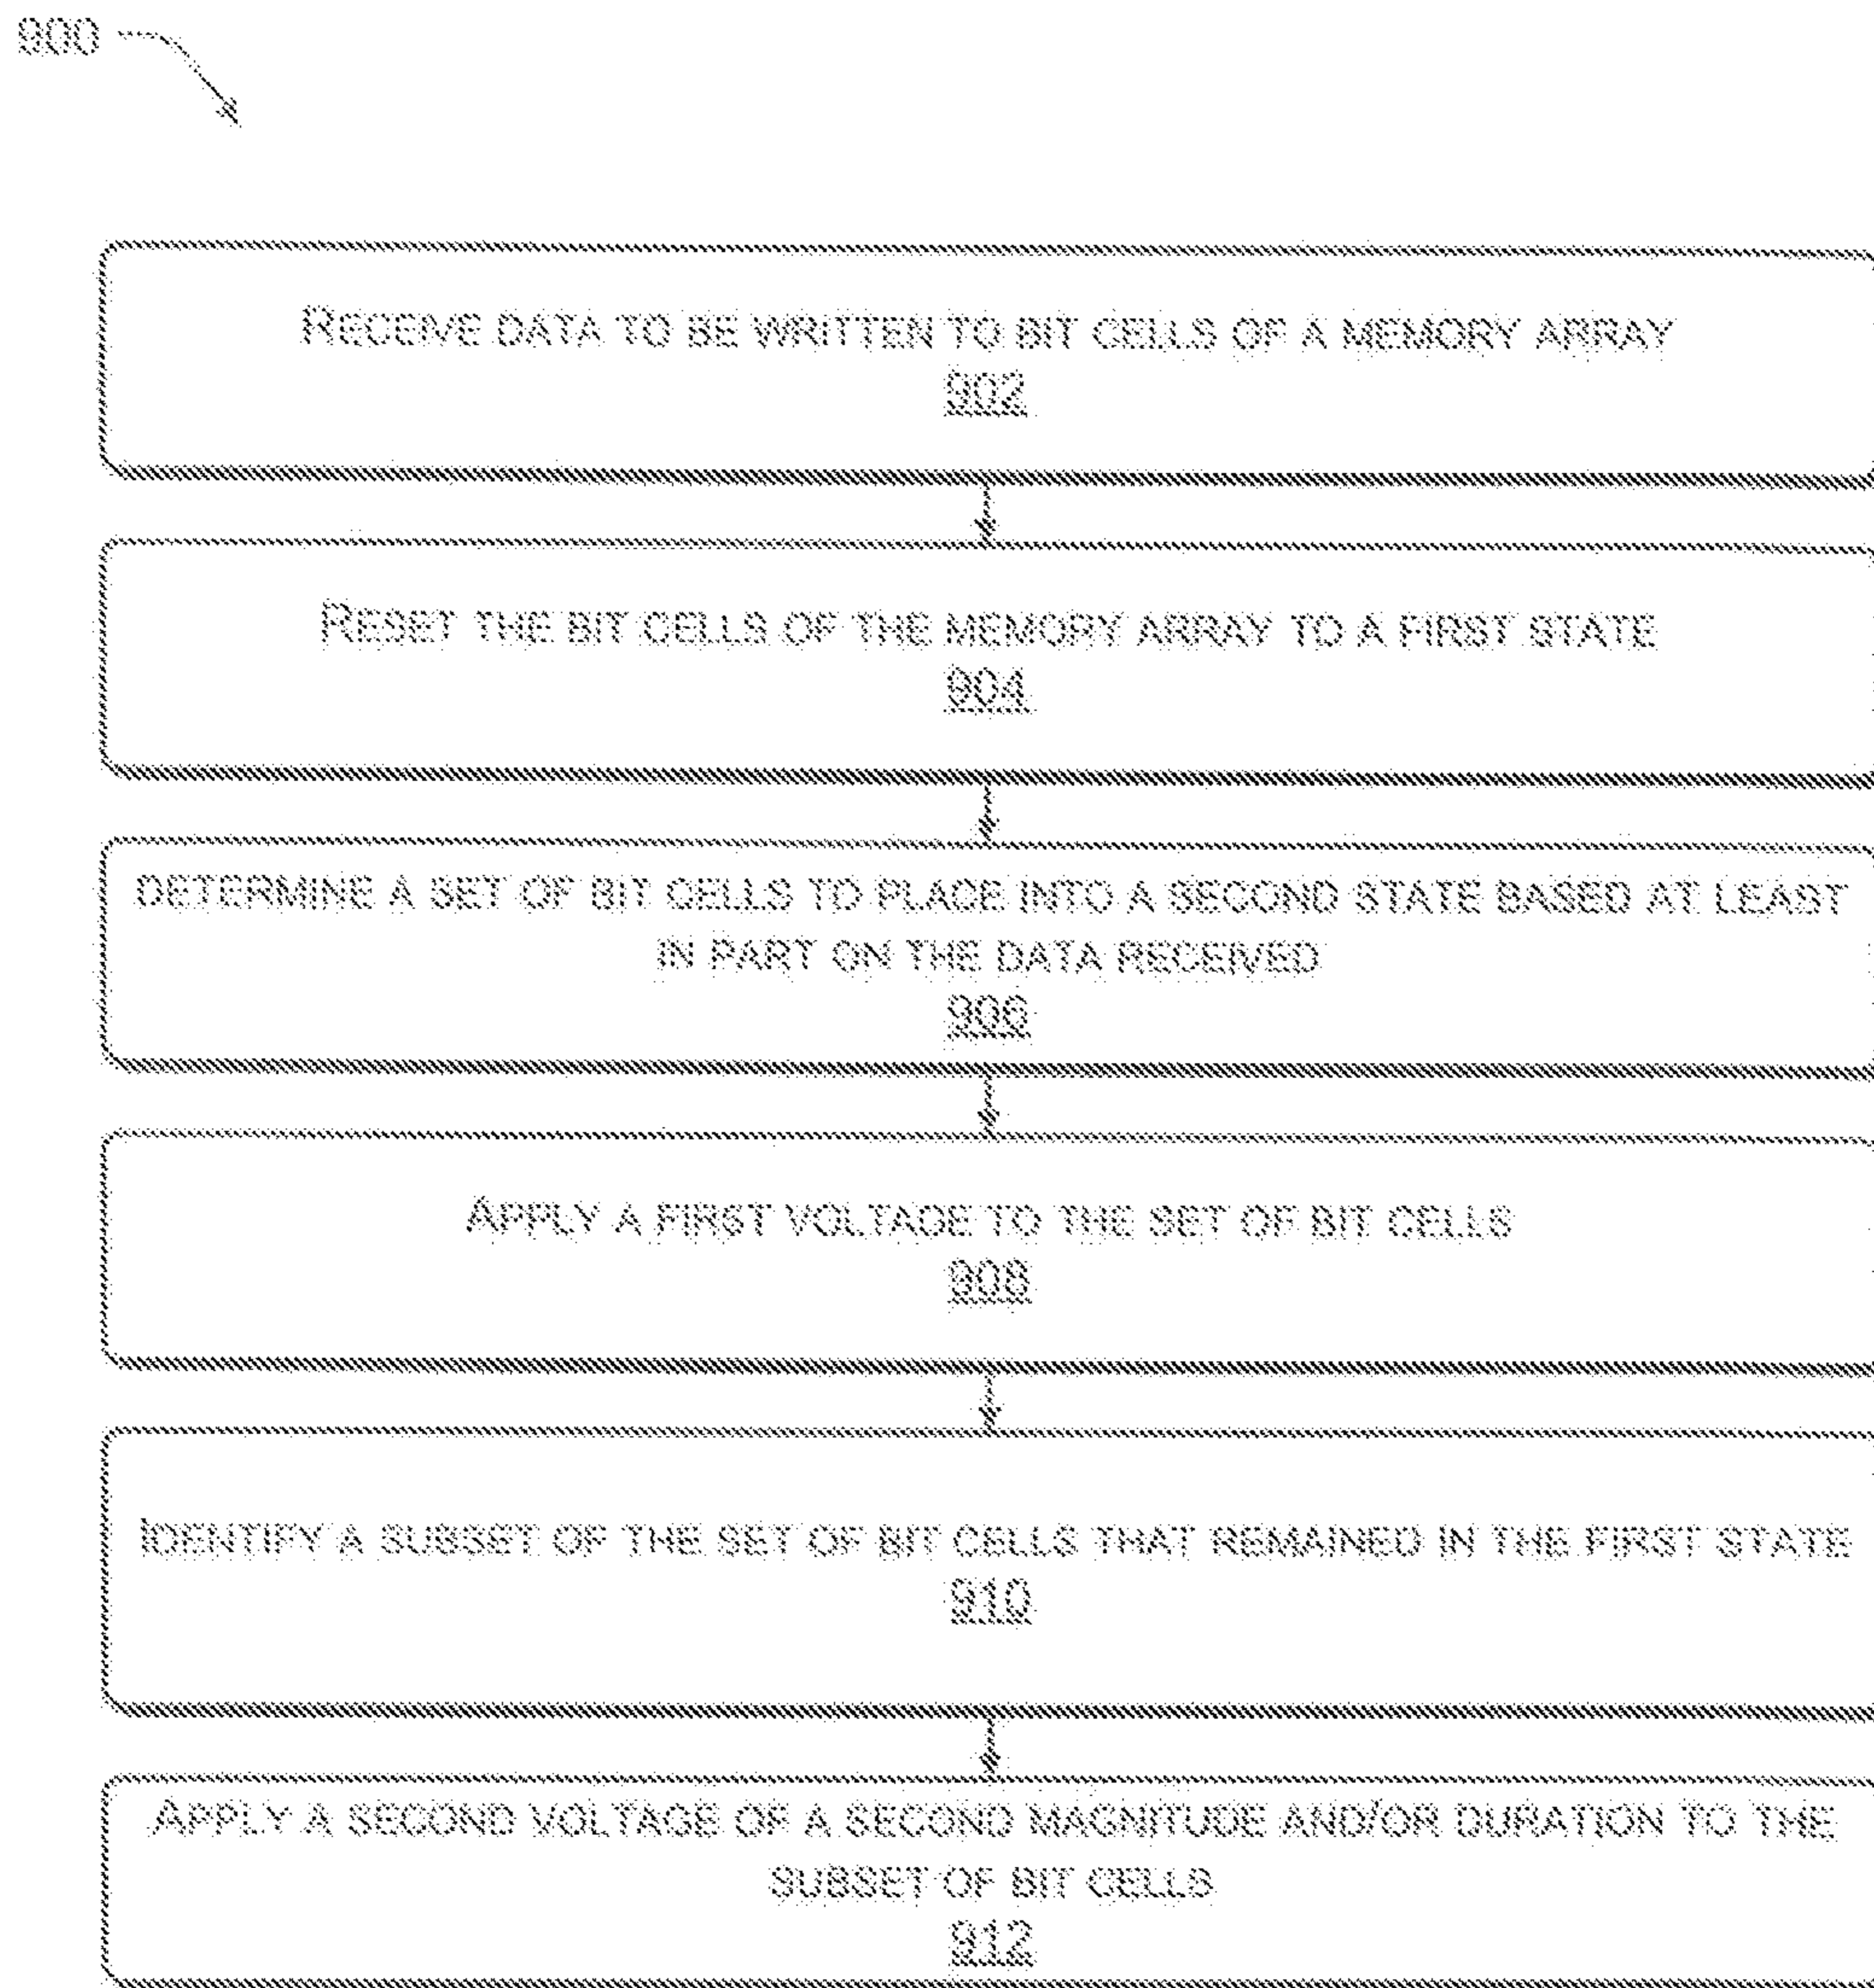 900
RECEIVE DATA TO BE WRITTEN TO BIT CELLS OF A MEMORY ARRAY
902
RESET THE BIT CELLS OF THE MEMORY ARRAY TO A FIRST STATE
904
DETERMINE A SET OF BIT CELLS TO PLACE INTO A SECOND STATE BASED AT LEAST
IN PART ON THE DATA RECEIVED
906
APPLY A FIRST VOLTAGE TO THE SET OF BIT CELLS
908
IDENTIFY A SUBSET OF THE SET OF BIT CELLS THAT REMAINED IN THE FIRST STATE
910
APPLY A SECOND VOLTAGE OF A SECOND MAGNITUDE AND/OR DURATION TO THE
SUBSET OF BIT CELLS
912